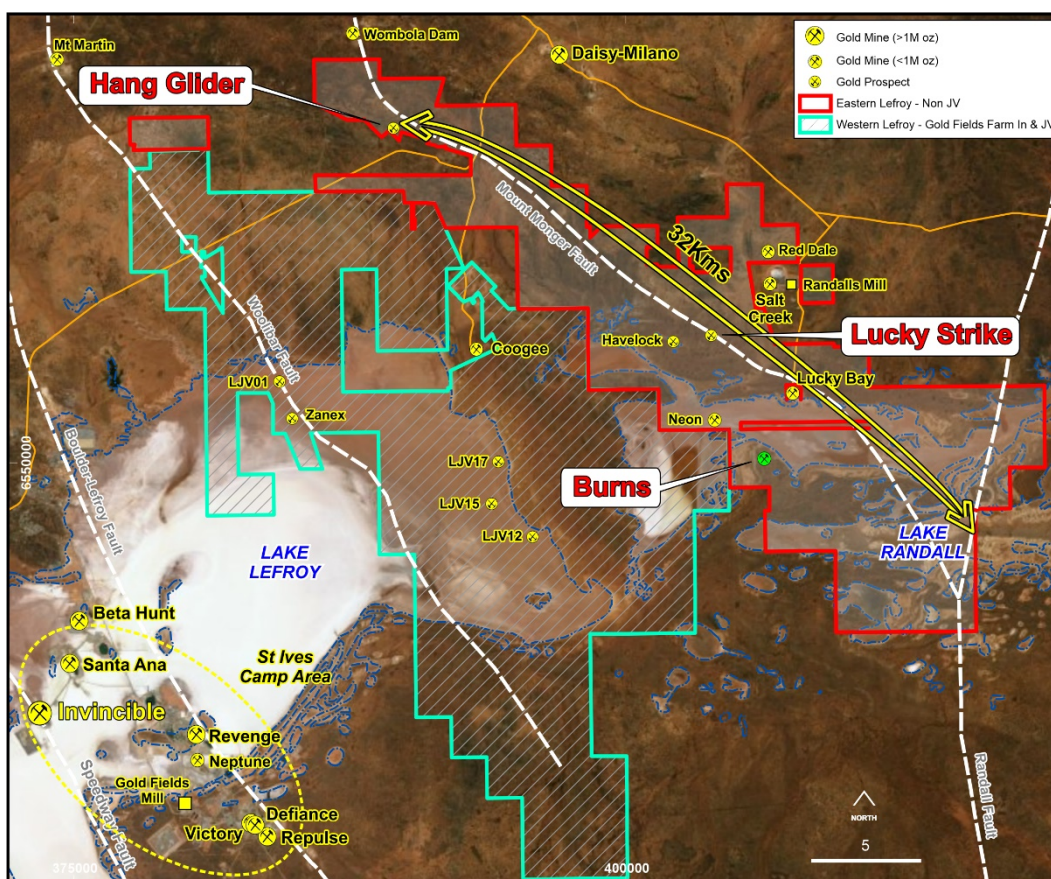 Mt Martin
Wombola Dam
Daisy-Milano
Gold Mine (>1M oz)
Gold Mine (<1M oz)
Gold Prospect
Eastern Lefroy - Non JV
Western Lefroy - Gold Fields Farm In & JV
Hang Glider
Mount Monger Fault
32Kms
Red Dale
Salt
Creek
Randalls Mill
Woolibar Fault
Coogee
Havelock
Lucky Strike
LJV01
Lucky Bay
Zanex
Neon
Boulder-Lefroy Fault
6550000
LJV17
Burns
LJV15
LJV12
LAKE
LEFROY
LAKE
RANDALL
Beta Hunt
Santa Ana
St Ives
Camp Area
Invincible
Revenge
Neptune
Gold Fields
Mill
Speedway Fault
Defiance
Victory
Repulse
Randall Fault
NORTH
5
375000
400000